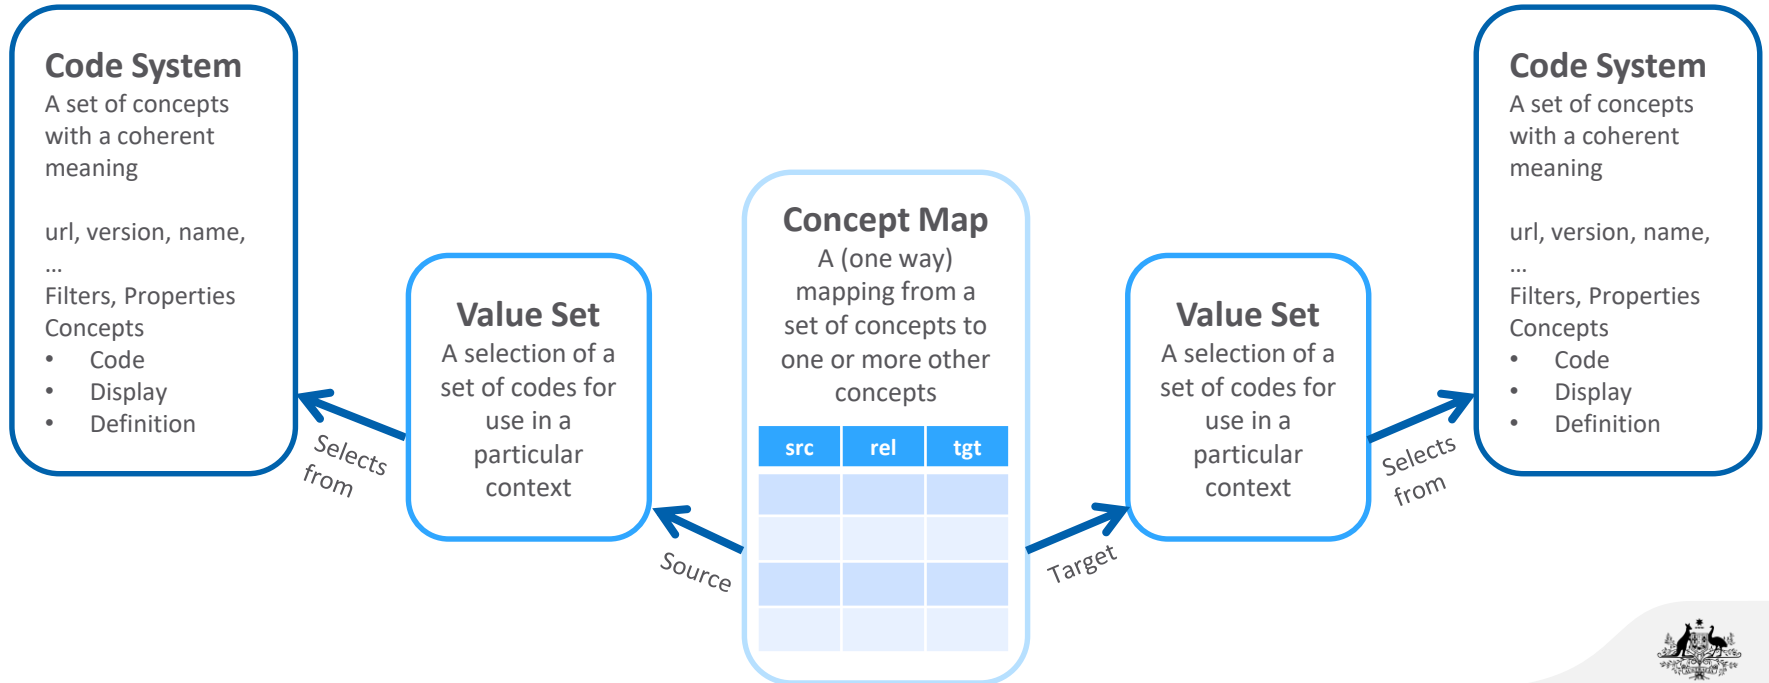 Code System
A set of concepts
with a coherent
meaning
url, version, name,
...
Filters, Properties
Concepts
• Code
• Display
• Definition
Selects
from
Value Set
A selection of a
set of codes for
use in a
particular
context
Source
Concept Map
A (one way)
mapping from a
set of concepts to
one or more other
concepts
src rel tgt
Target
Value Set
A selection of a
set of codes for
use in a
particular
context
Selects
from
Code System
A set of concepts
with a coherent
meaning
url, version, name,
...
Filters, Properties
Concepts
• Code
• Display
• Definition